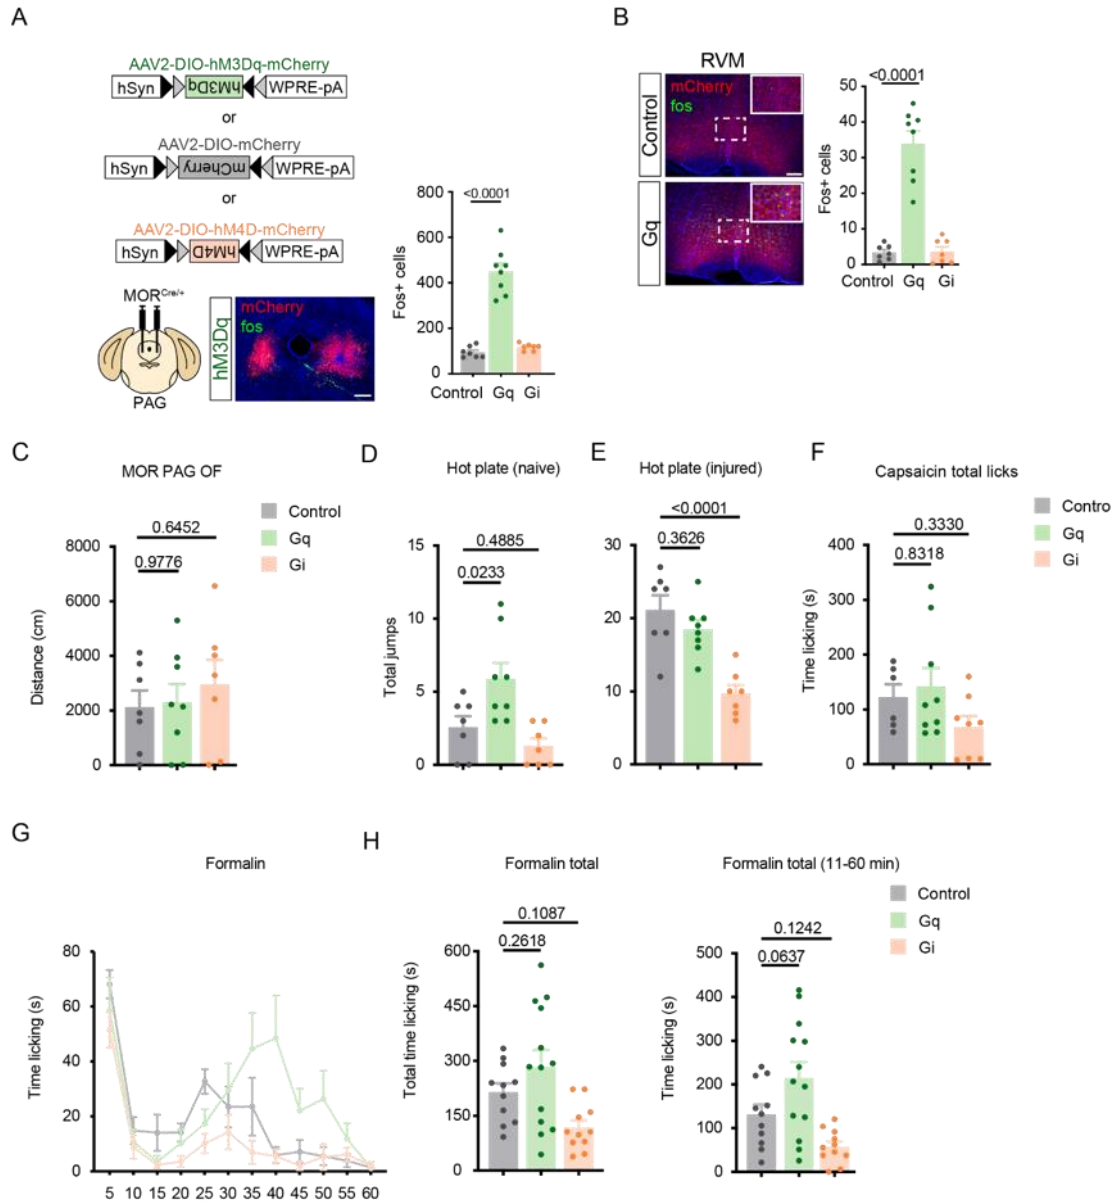 A
AAV2-DIO-hM3Dq-mCherry
hSyn hM3Dq WPRE-pA
or
AAV2-DIO-mCherry
hSyn mCherry WPRE-pA
or
AAV2-DIO-hM4D-mCherry
hSyn hM4D WPRE-pA
MORCre/+
PAG
hM3Dq
mCherry
fos
Fos+ cells
800
600
400
200
0
<0.0001
Control Gq Gi
B
RVM
Control
mCherry
fos
Gq
Fos+ cells
50
40
30
20
10
0
<0.0001
Control Gq Gi
C
MOR PAG OF
Control
Gq
Gi
0.6452
0.9776
Distance (cm)
8000
6000
4000
2000
0
D
Hot plate (naive)
0.4885
0.0233
Total jumps
15
10
5
0
E
Hot plate (injured)
<0.0001
0.3626
30
20
10
0
F
Capsaicin total licks
Contro
Gq
Gi
0.3330
0.8318
Time licking (s)
400
300
200
100
0
G
Formalin
Time licking (s)
80
60
40
20
0
5 10 15 20 25 30 35 40 45 50 55 60
H
Formalin total
0.1087
0.2618
Total time licking (s)
600
450
300
150
0
Formalin total (11-60 min)
Control
Gq
Gi
0.1242
0.0637
Time licking (s)
500
400
300
200
100
0